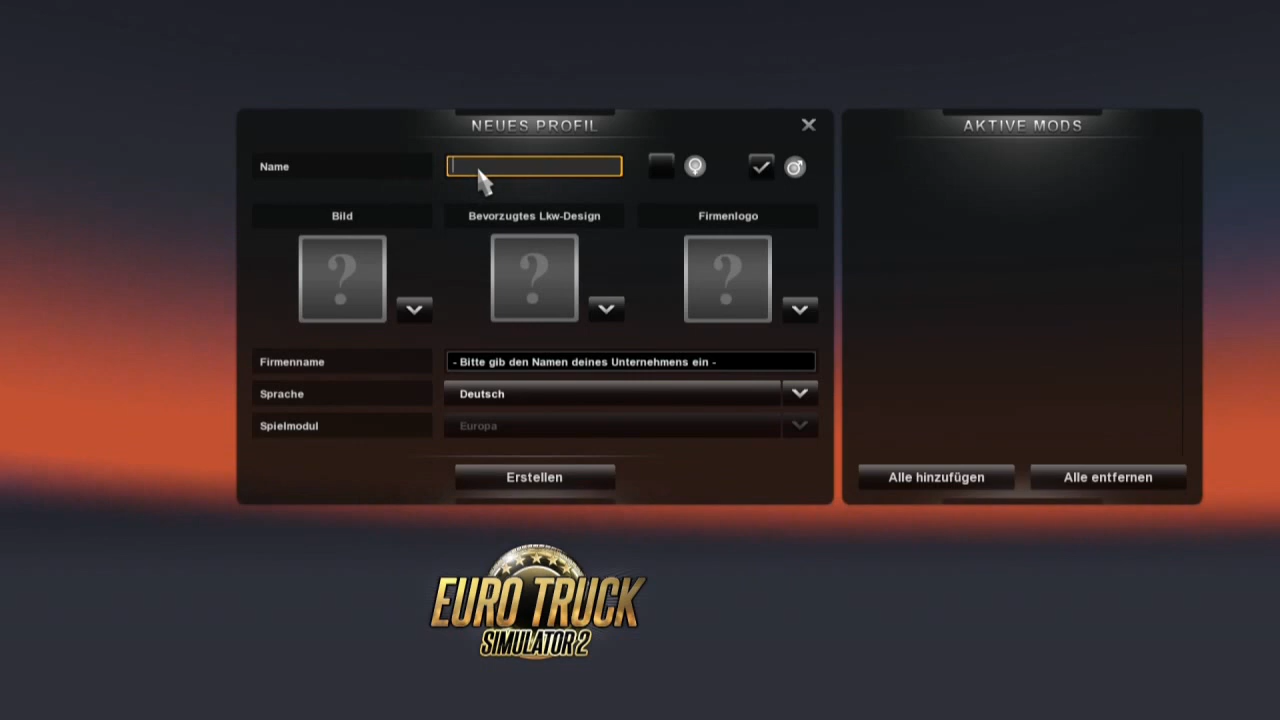 NEUES PROFIL
AKTIVE MODS
Name
Bild
Bevorzugtes Lkw-Design
Firmenlogo
?
?
?
Firmenname
- Bitte gib den Namen deines Unternehmens ein -
Sprache
Deutsch
Spielmodul
Europa
Erstellen
Alle hinzufügen
Alle entfernen
EURO TRUCK
SIMULATOR 2